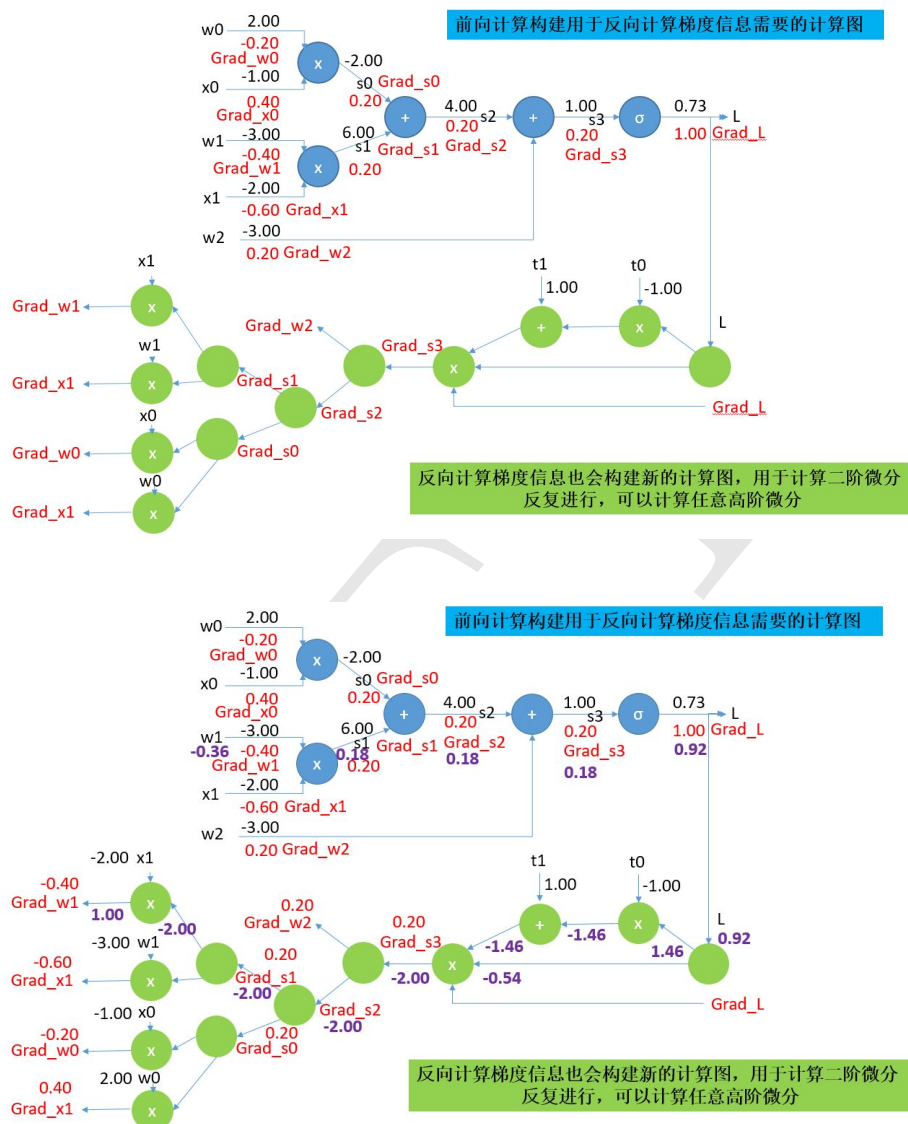 前向计算构建用于反向计算梯度信息需要的计算图
w0 2.00
-0.20
Grad_w0
x0 -1.00
0.40
Grad_x0
x
-2.00
s0 Grad_s0
0.20
w1 -3.00
-0.40
Grad_w1
x
x1 -2.00
-0.60 Grad_x1
6.00
s1 Grad_s1
0.20
+
4.00 s2
0.20
Grad_s2
+
1.00
s3
0.20
Grad_s3
σ
0.73
L
1.00 Grad_L
w2 -3.00
0.20 Grad_w2
x1
Grad_w1 x
w1
Grad_x1 x
x0
Grad_w0 x
w0
Grad_x1 x
Grad_s1
Grad_s0
Grad_w2
Grad_s2
Grad_s3
x
t1
1.00
+
t0
-1.00
x
L
Grad_L
反向计算梯度信息也会构建新的计算图，用于计算二阶微分
反复进行，可以计算任意高阶微分
前向计算构建用于反向计算梯度信息需要的计算图
w0 2.00
-0.20
Grad_w0
x0 -1.00
0.40
Grad_x0
x
-2.00
s0 Grad_s0
0.20
w1 -3.00
-0.36 -0.40
Grad_w1
x
x1 -2.00
-0.60 Grad_x1
6.00
s1 Grad_s1
0.18 0.20
+
4.00 s2
0.20
Grad_s2
0.18
+
1.00
s3
0.20
Grad_s3
0.18
σ
0.73
L
1.00 Grad_L
0.92
w2 -3.00
0.20 Grad_w2
-2.00 x1
-0.40
Grad_w1 x
1.00
-2.00
-3.00 w1
-0.60
Grad_x1 x
-1.00 x0
-0.20
Grad_w0 x
2.00 w0
0.40
Grad_x1 x
0.20
Grad_s1
-2.00
0.20
Grad_s0
0.20
Grad_w2
Grad_s2
-2.00
0.20
Grad_s3
-2.00
x
-1.46
-0.54
t1
1.00
+
-1.46
t0
-1.00
x
1.46
L
0.92
Grad_L
反向计算梯度信息也会构建新的计算图，用于计算二阶微分
反复进行，可以计算任意高阶微分